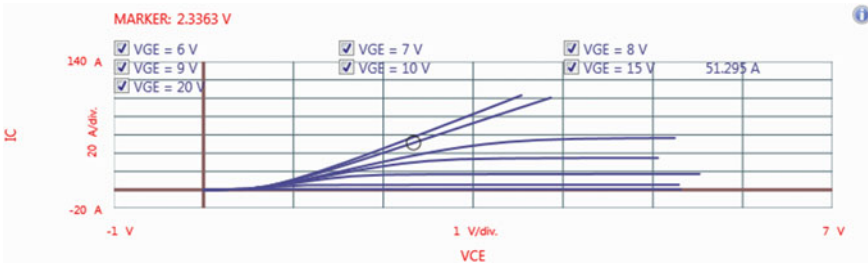 MARKER: 2.3363 V
VGE = 6 V VGE = 7 V VGE = 8 V
140 A VGE = 9 V VGE = 10 V VGE = 15 V 51.295 A
VGE = 20 V
IC
20 A/div.
-20 A
-1 V 1 V/div. 7 V
VCE